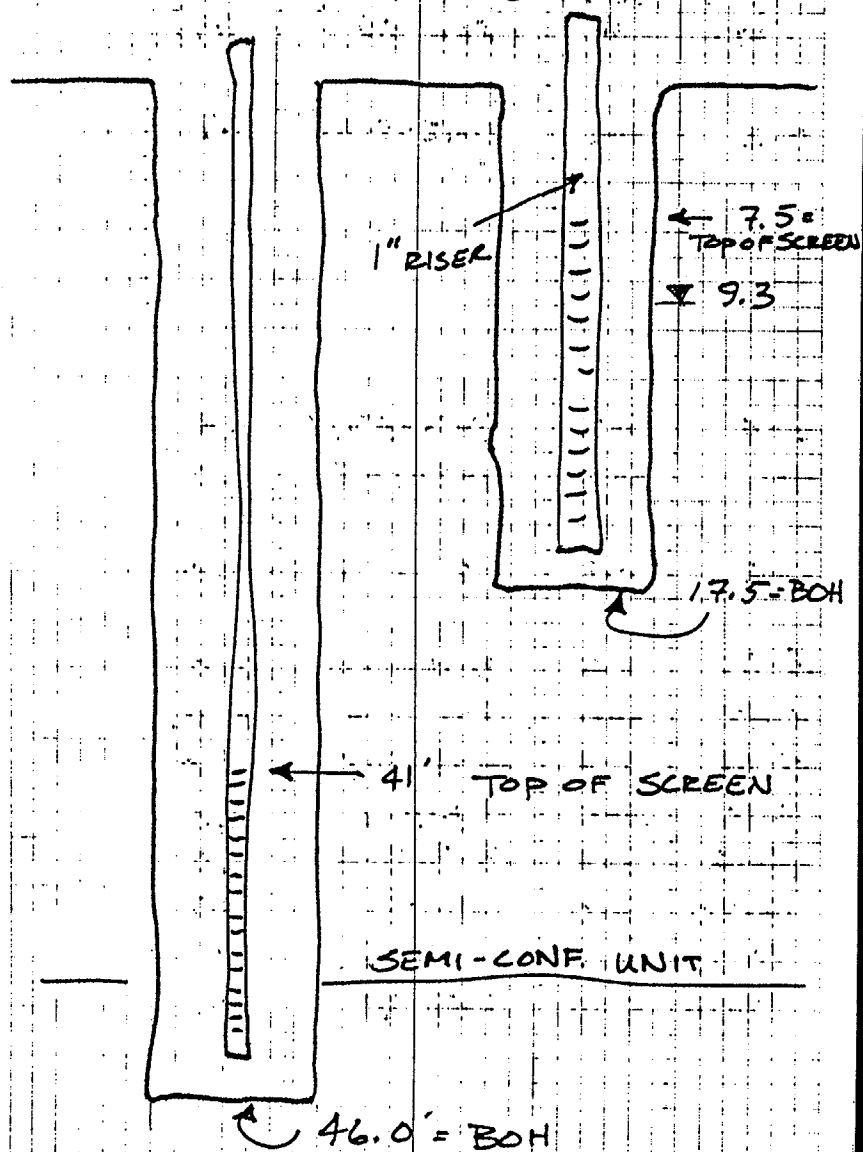 1" RISER
7.5 =
TOP OF SCREEN
9.3
17.5 = BOH
41' TOP OF SCREEN
SEMI-CONF. UNIT
46.0' = BOH